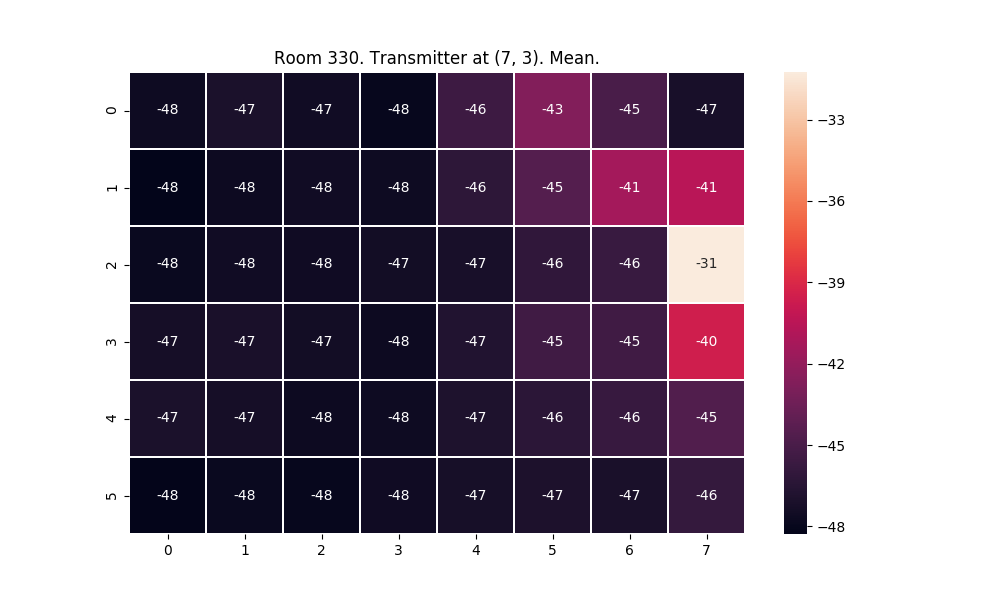 Room 330. Transmitter at (7, 3). Mean.
0 -48 -47 -47 -48 -46 -43 -45 -47
1 -48 -48 -48 -48 -46 -45 -41 -41
2 -48 -48 -48 -47 -47 -46 -46 -31
3 -47 -47 -47 -48 -47 -45 -45 -40
4 -47 -47 -48 -48 -47 -46 -46 -45
5 -48 -48 -48 -48 -47 -47 -47 -46
0 1 2 3 4 5 6 7
−33
−36
−39
−42
−45
−48